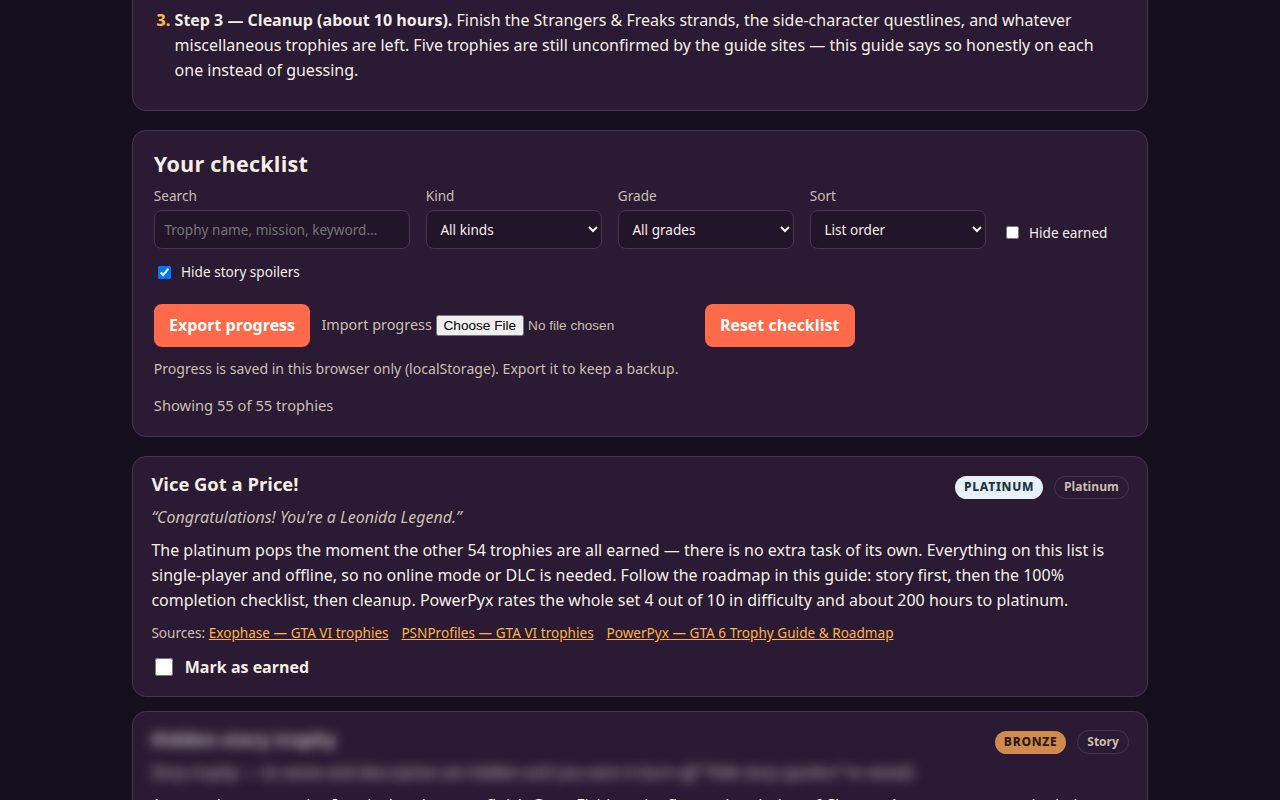 3. Step 3 — Cleanup (about 10 hours). Finish the Strangers & Freaks strands, the side-character questlines, and whatever
miscellaneous trophies are left. Five trophies are still unconfirmed by the guide sites — this guide says so honestly on each
one instead of guessing.
Your checklist
Search
Kind
Grade
Sort
Trophy name, mission, keyword...
All kinds
All grades
List order
Hide earned
Hide story spoilers
Export progress
Import progress
Choose File
No file chosen
Reset checklist
Progress is saved in this browser only (localStorage). Export it to keep a backup.
Showing 55 of 55 trophies
Vice Got a Price!
PLATINUM
Platinum
“Congratulations! You're a Leonida Legend.”
The platinum pops the moment the other 54 trophies are all earned — there is no extra task of its own. Everything on this list is
single-player and offline, so no online mode or DLC is needed. Follow the roadmap in this guide: story first, then the 100%
completion checklist, then cleanup. PowerPyx rates the whole set 4 out of 10 in difficulty and about 200 hours to platinum.
Sources: Exophase — GTA VI trophies PSNProfiles — GTA VI trophies PowerPyx — GTA 6 Trophy Guide & Roadmap
Mark as earned
Hidden story trophy
BRONZE
Story